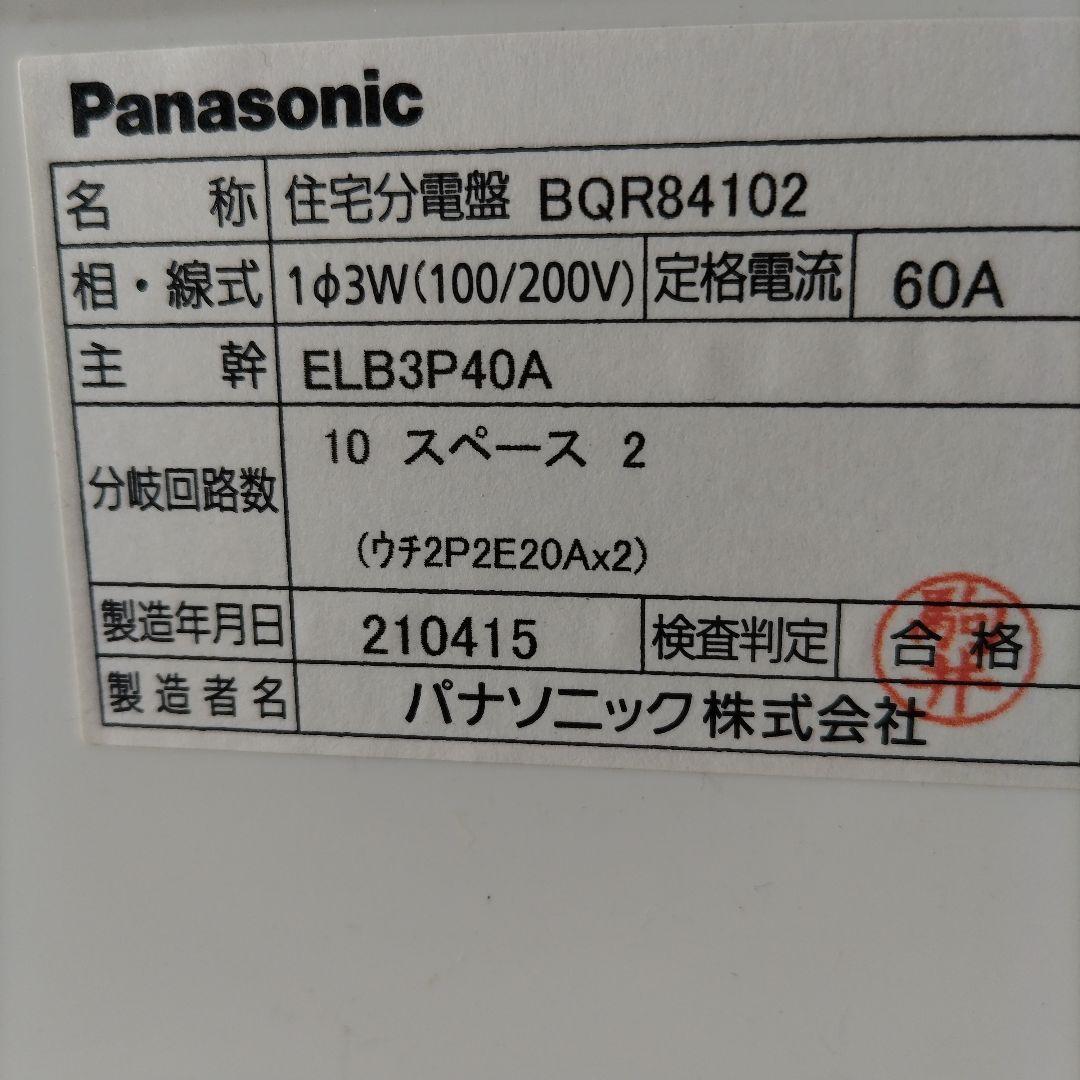 Panasonic
名称 住宅分電盤 BQR84102
相・線式 1φ3W(100/200V) 定格電流 60A
主幹 ELB3P40A
分岐回路数 10 スペース 2
(ウチ2P2E20Ax2)
製造年月日 210415 検査判定 合格
製造者名 パナソニック株式会社